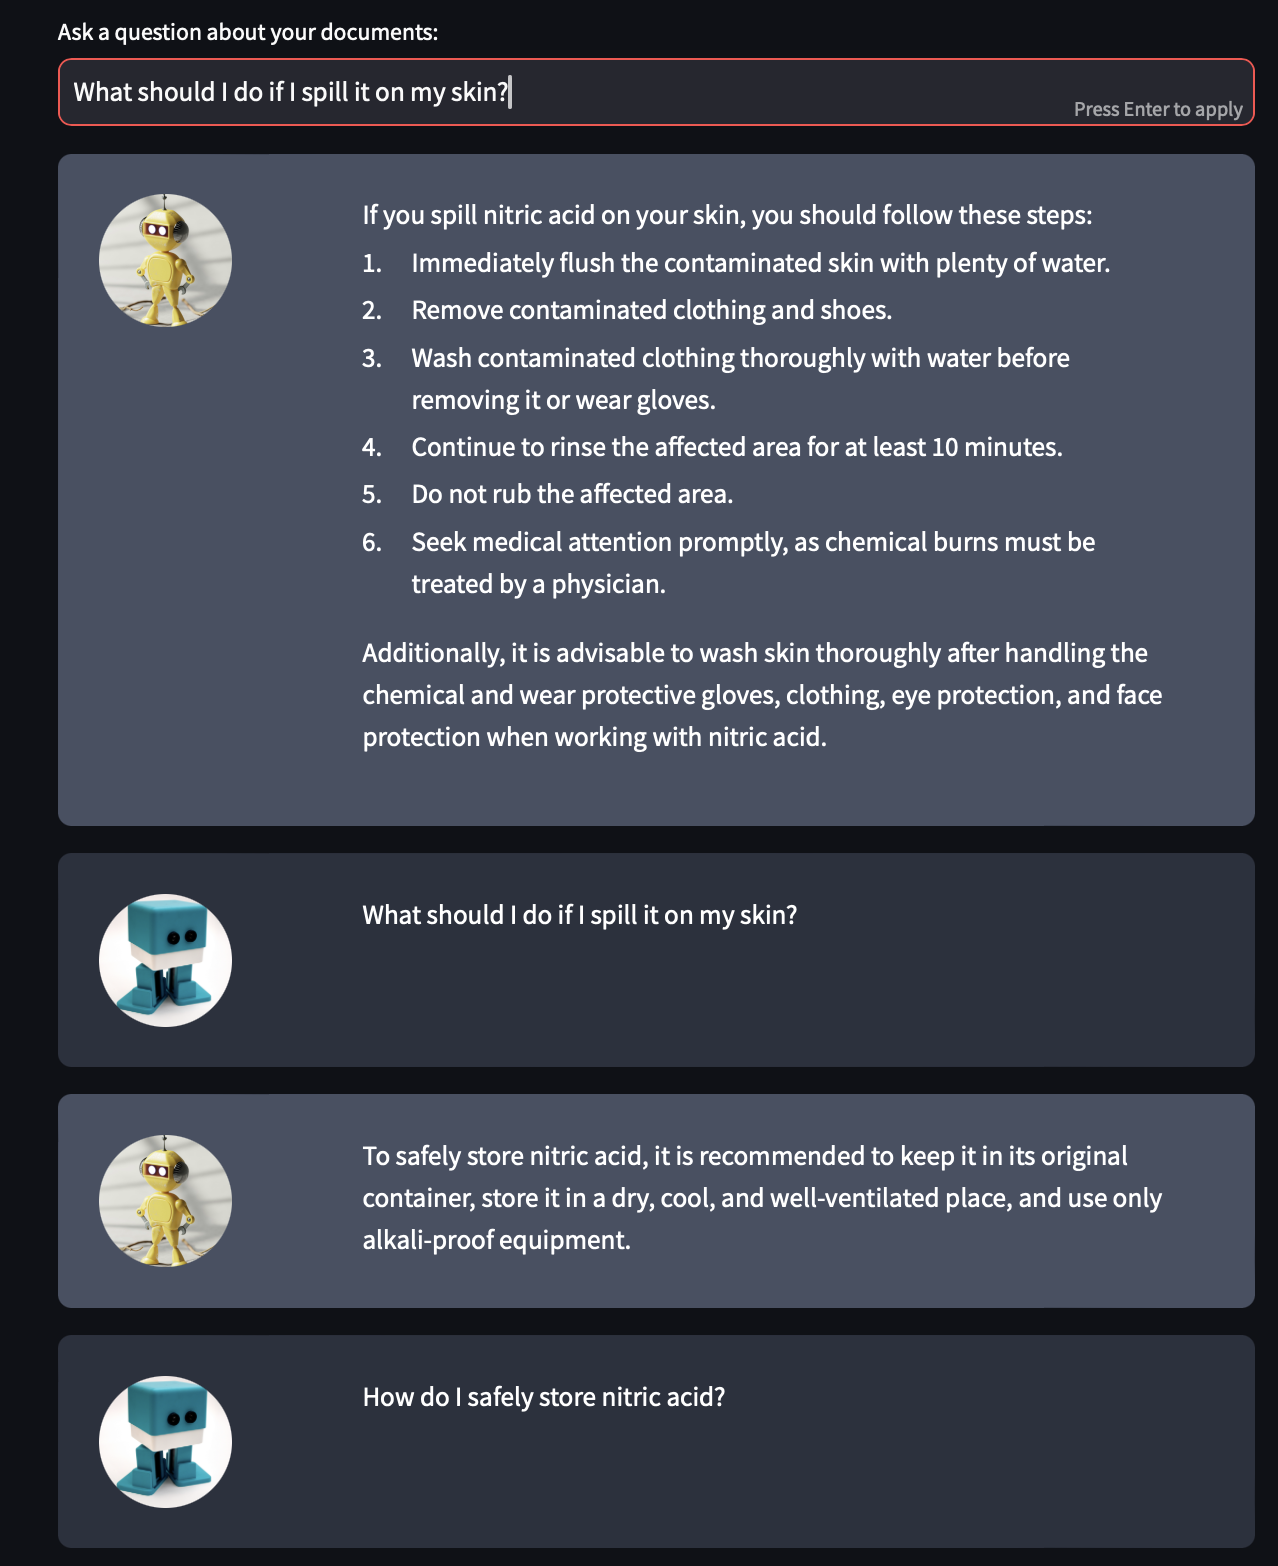 Ask a question about your documents:
What should I do if I spill it on my skin?
Press Enter to apply
If you spill nitric acid on your skin, you should follow these steps:
1. Immediately flush the contaminated skin with plenty of water.
2. Remove contaminated clothing and shoes.
3. Wash contaminated clothing thoroughly with water before
removing it or wear gloves.
4. Continue to rinse the affected area for at least 10 minutes.
5. Do not rub the affected area.
6. Seek medical attention promptly, as chemical burns must be
treated by a physician.
Additionally, it is advisable to wash skin thoroughly after handling the
chemical and wear protective gloves, clothing, eye protection, and face
protection when working with nitric acid.
What should I do if I spill it on my skin?
To safely store nitric acid, it is recommended to keep it in its original
container, store it in a dry, cool, and well-ventilated place, and use only
alkali-proof equipment.
How do I safely store nitric acid?